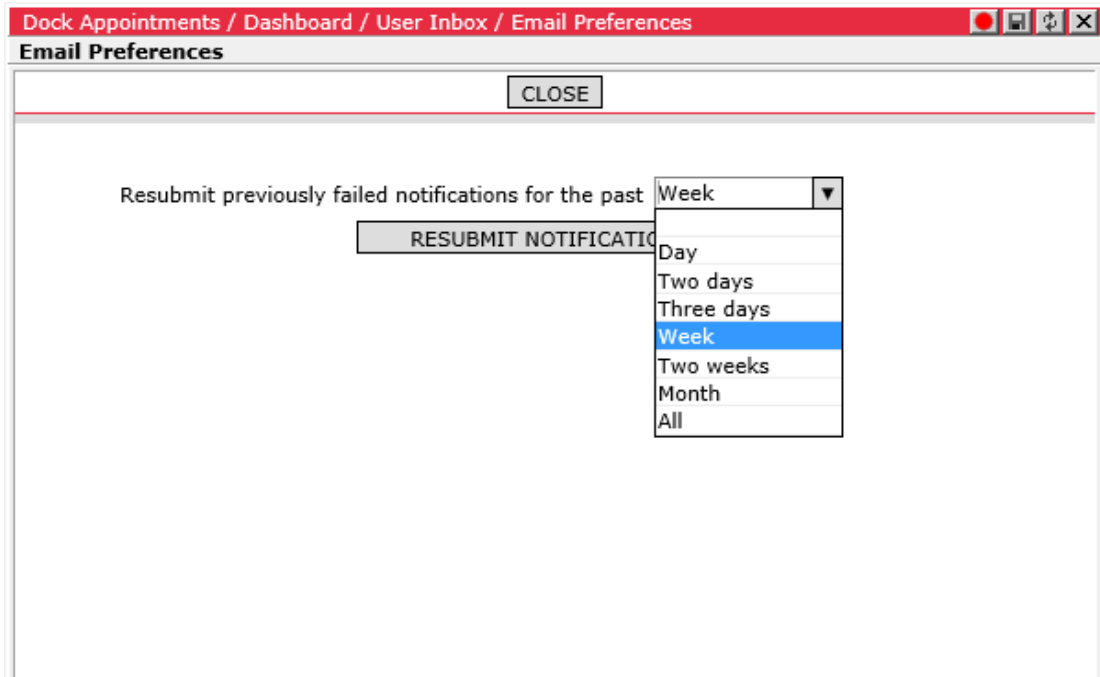 Dock Appointments / Dashboard / User Inbox / Email Preferences
Email Preferences
CLOSE
Resubmit previously failed notifications for the past Week
RESUBMIT NOTIFICATIO
Day
Two days
Three days
Week
Two weeks
Month
All